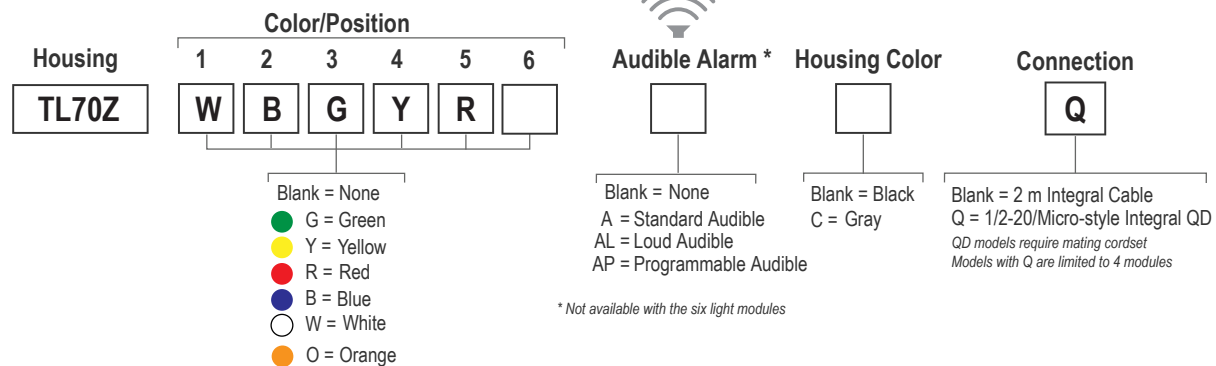 Color/Position
Housing 1 2 3 4 5 6 Audible Alarm * Housing Color Connection
TL70Z W B G Y R Q
Blank = None
G = Green
Y = Yellow
R = Red
B = Blue
W = White
O = Orange
Blank = None
A = Standard Audible
AL = Loud Audible
AP = Programmable Audible
* Not available with the six light modules
Blank = Black
C = Gray
Blank = 2 m Integral Cable
Q = 1/2-20/Micro-style Integral QD
QD models require mating cordset
Models with Q are limited to 4 modules